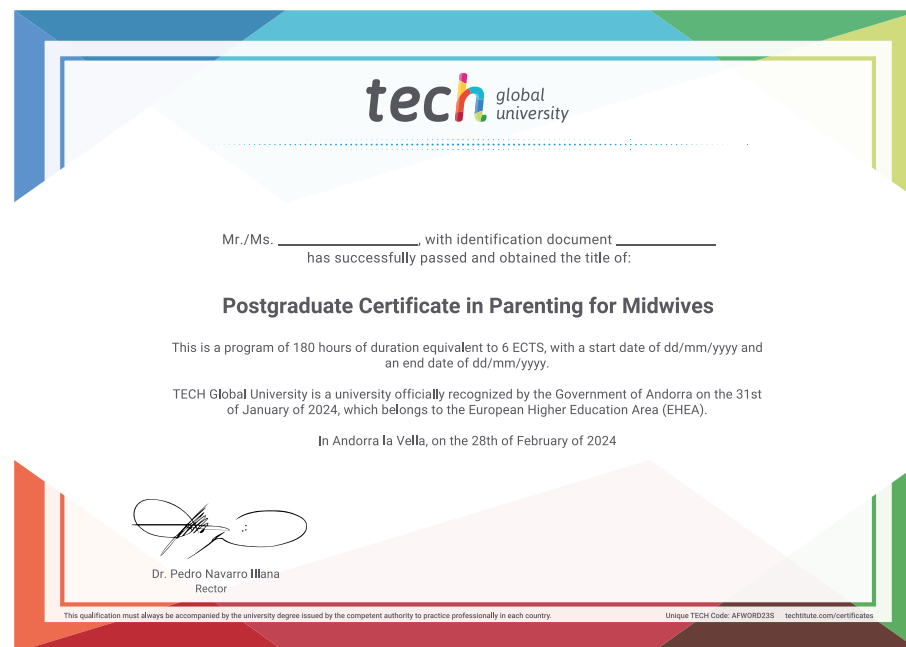 tech global
university
Mr./Ms. ______________, with identification document __________
has successfully passed and obtained the title of:
Postgraduate Certificate in Parenting for Midwives
This is a program of 180 hours of duration equivalent to 6 ECTS, with a start date of dd/mm/yyyy and
an end date of dd/mm/yyyy.
TECH Global University is a university officially recognized by the Government of Andorra on the 31st
of January of 2024, which belongs to the European Higher Education Area (EHEA).
In Andorra la Vella, on the 28th of February of 2024
Dr. Pedro Navarro Illana
Rector
This qualification must always be accompanied by the university degree issued by the competent authority to practice professionally in each country. Unique TECH Code: AFWORD23S techtitute.com/certificates